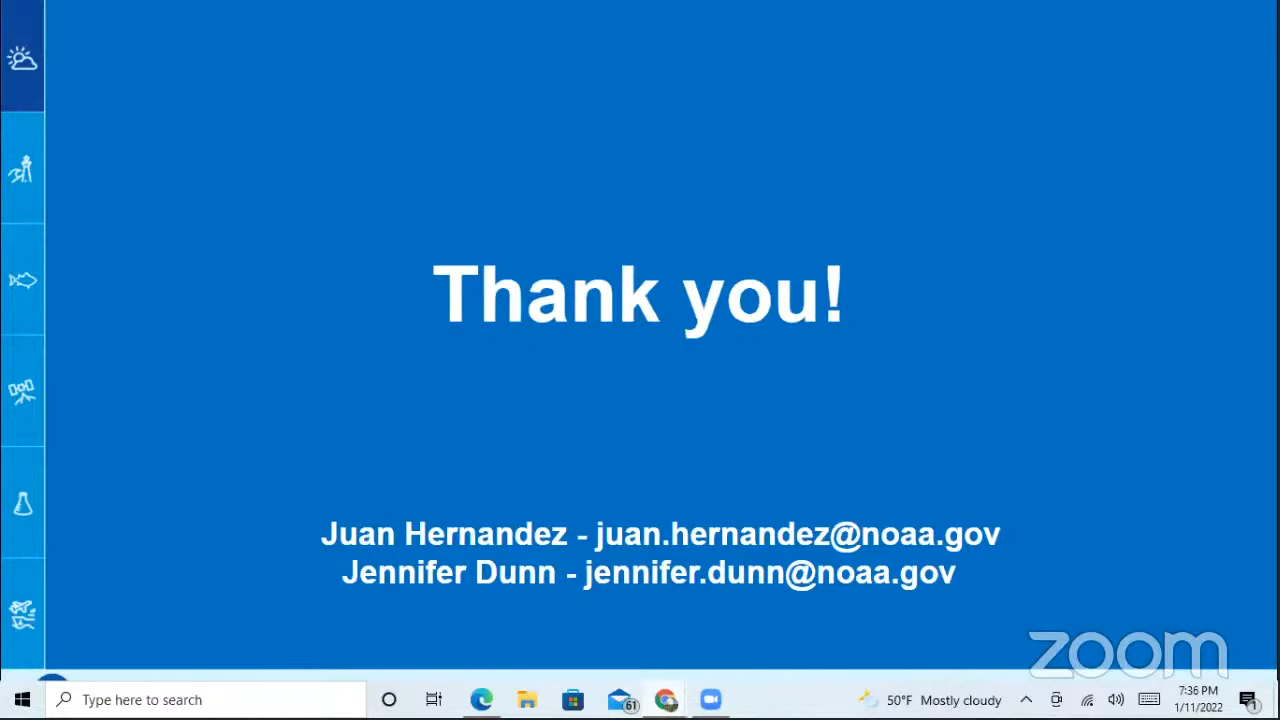 Thank you!
Juan Hernandez - juan.hernandez@noaa.gov
Jennifer Dunn - jennifer.dunn@noaa.gov
zoom
Type here to search
61
50°F Mostly cloudy
7:36 PM
1/11/2022
1